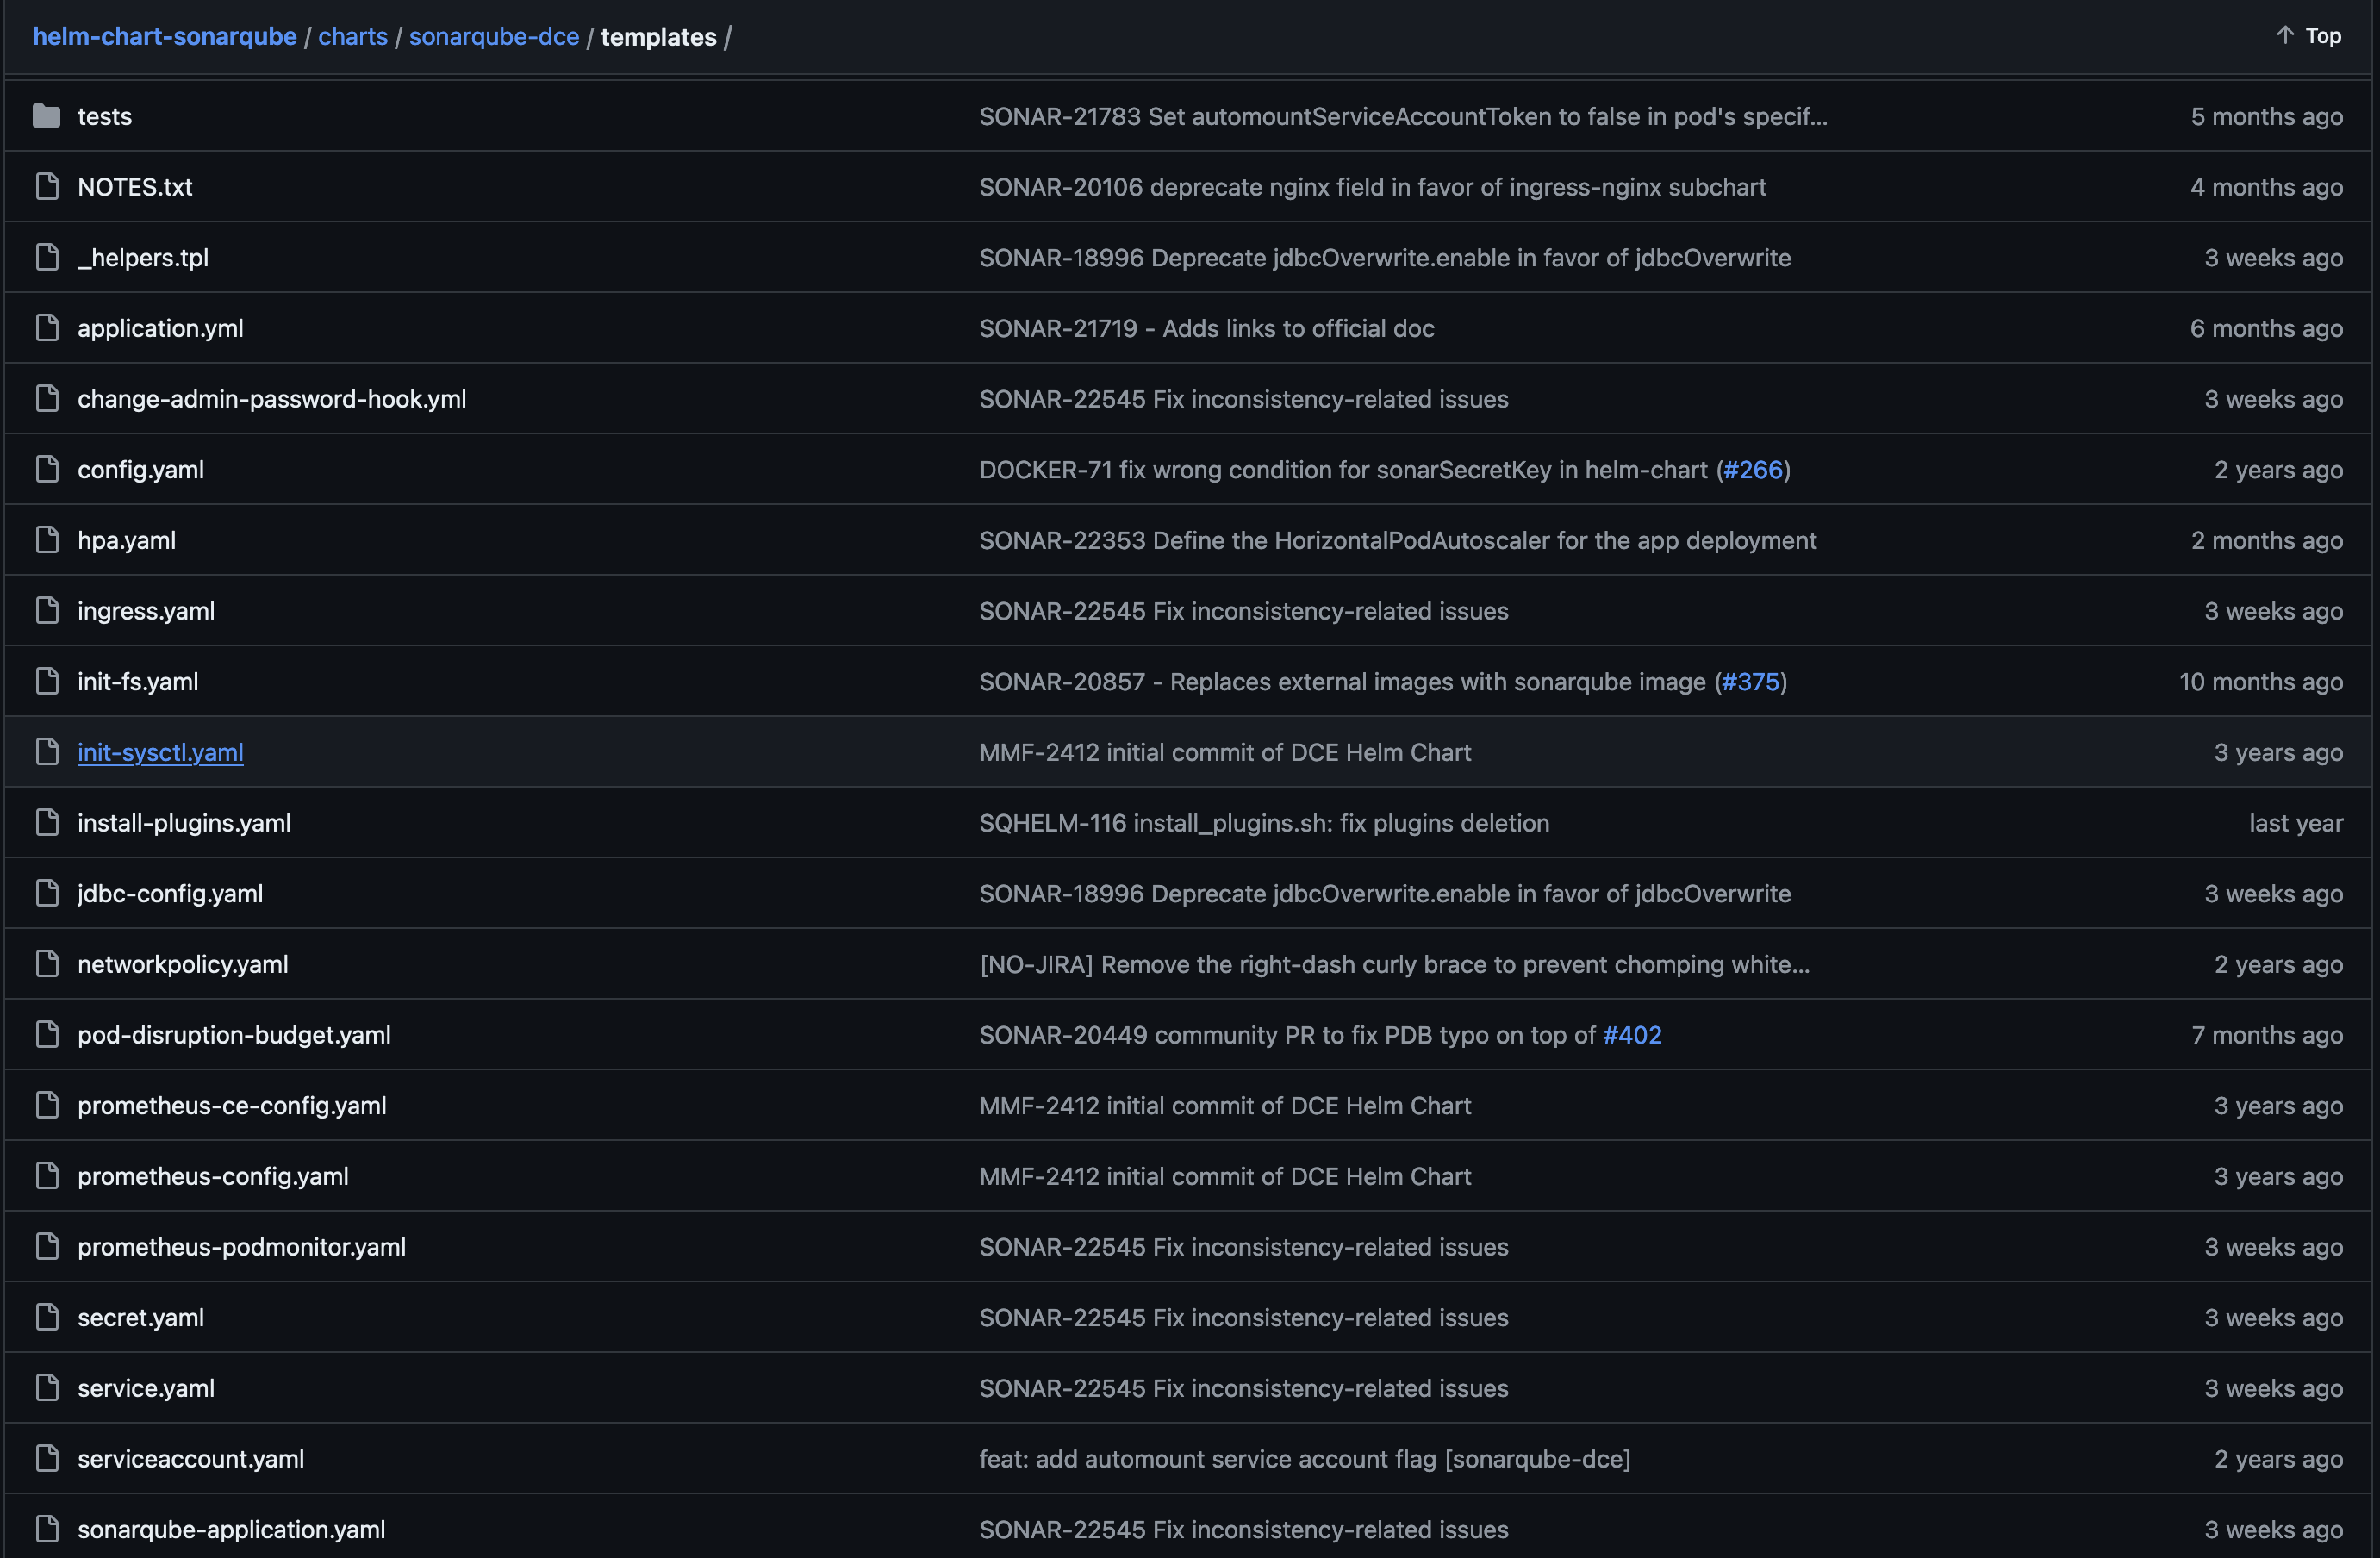 helm-chart-sonarqube / charts / sonarqube-dce / templates / ↑ Top
tests SONAR-21783 Set automountServiceAccountToken to false in pod's specif... 5 months ago
NOTES.txt SONAR-20106 deprecate nginx field in favor of ingress-nginx subchart 4 months ago
_helpers.tpl SONAR-18996 Deprecate jdbcOverwrite.enable in favor of jdbcOverwrite 3 weeks ago
application.yml SONAR-21719 - Adds links to official doc 6 months ago
change-admin-password-hook.yml SONAR-22545 Fix inconsistency-related issues 3 weeks ago
config.yaml DOCKER-71 fix wrong condition for sonarSecretKey in helm-chart (#266) 2 years ago
hpa.yaml SONAR-22353 Define the HorizontalPodAutoscaler for the app deployment 2 months ago
ingress.yaml SONAR-22545 Fix inconsistency-related issues 3 weeks ago
init-fs.yaml SONAR-20857 - Replaces external images with sonarqube image (#375) 10 months ago
init-sysctl.yaml MMF-2412 initial commit of DCE Helm Chart 3 years ago
install-plugins.yaml SQHELM-116 install_plugins.sh: fix plugins deletion last year
jdbc-config.yaml SONAR-18996 Deprecate jdbcOverwrite.enable in favor of jdbcOverwrite 3 weeks ago
networkpolicy.yaml [NO-JIRA] Remove the right-dash curly brace to prevent chomping white... 2 years ago
pod-disruption-budget.yaml SONAR-20449 community PR to fix PDB typo on top of #402 7 months ago
prometheus-ce-config.yaml MMF-2412 initial commit of DCE Helm Chart 3 years ago
prometheus-config.yaml MMF-2412 initial commit of DCE Helm Chart 3 years ago
prometheus-podmonitor.yaml SONAR-22545 Fix inconsistency-related issues 3 weeks ago
secret.yaml SONAR-22545 Fix inconsistency-related issues 3 weeks ago
service.yaml SONAR-22545 Fix inconsistency-related issues 3 weeks ago
serviceaccount.yaml feat: add automount service account flag [sonarqube-dce] 2 years ago
sonarqube-application.yaml SONAR-22545 Fix inconsistency-related issues 3 weeks ago